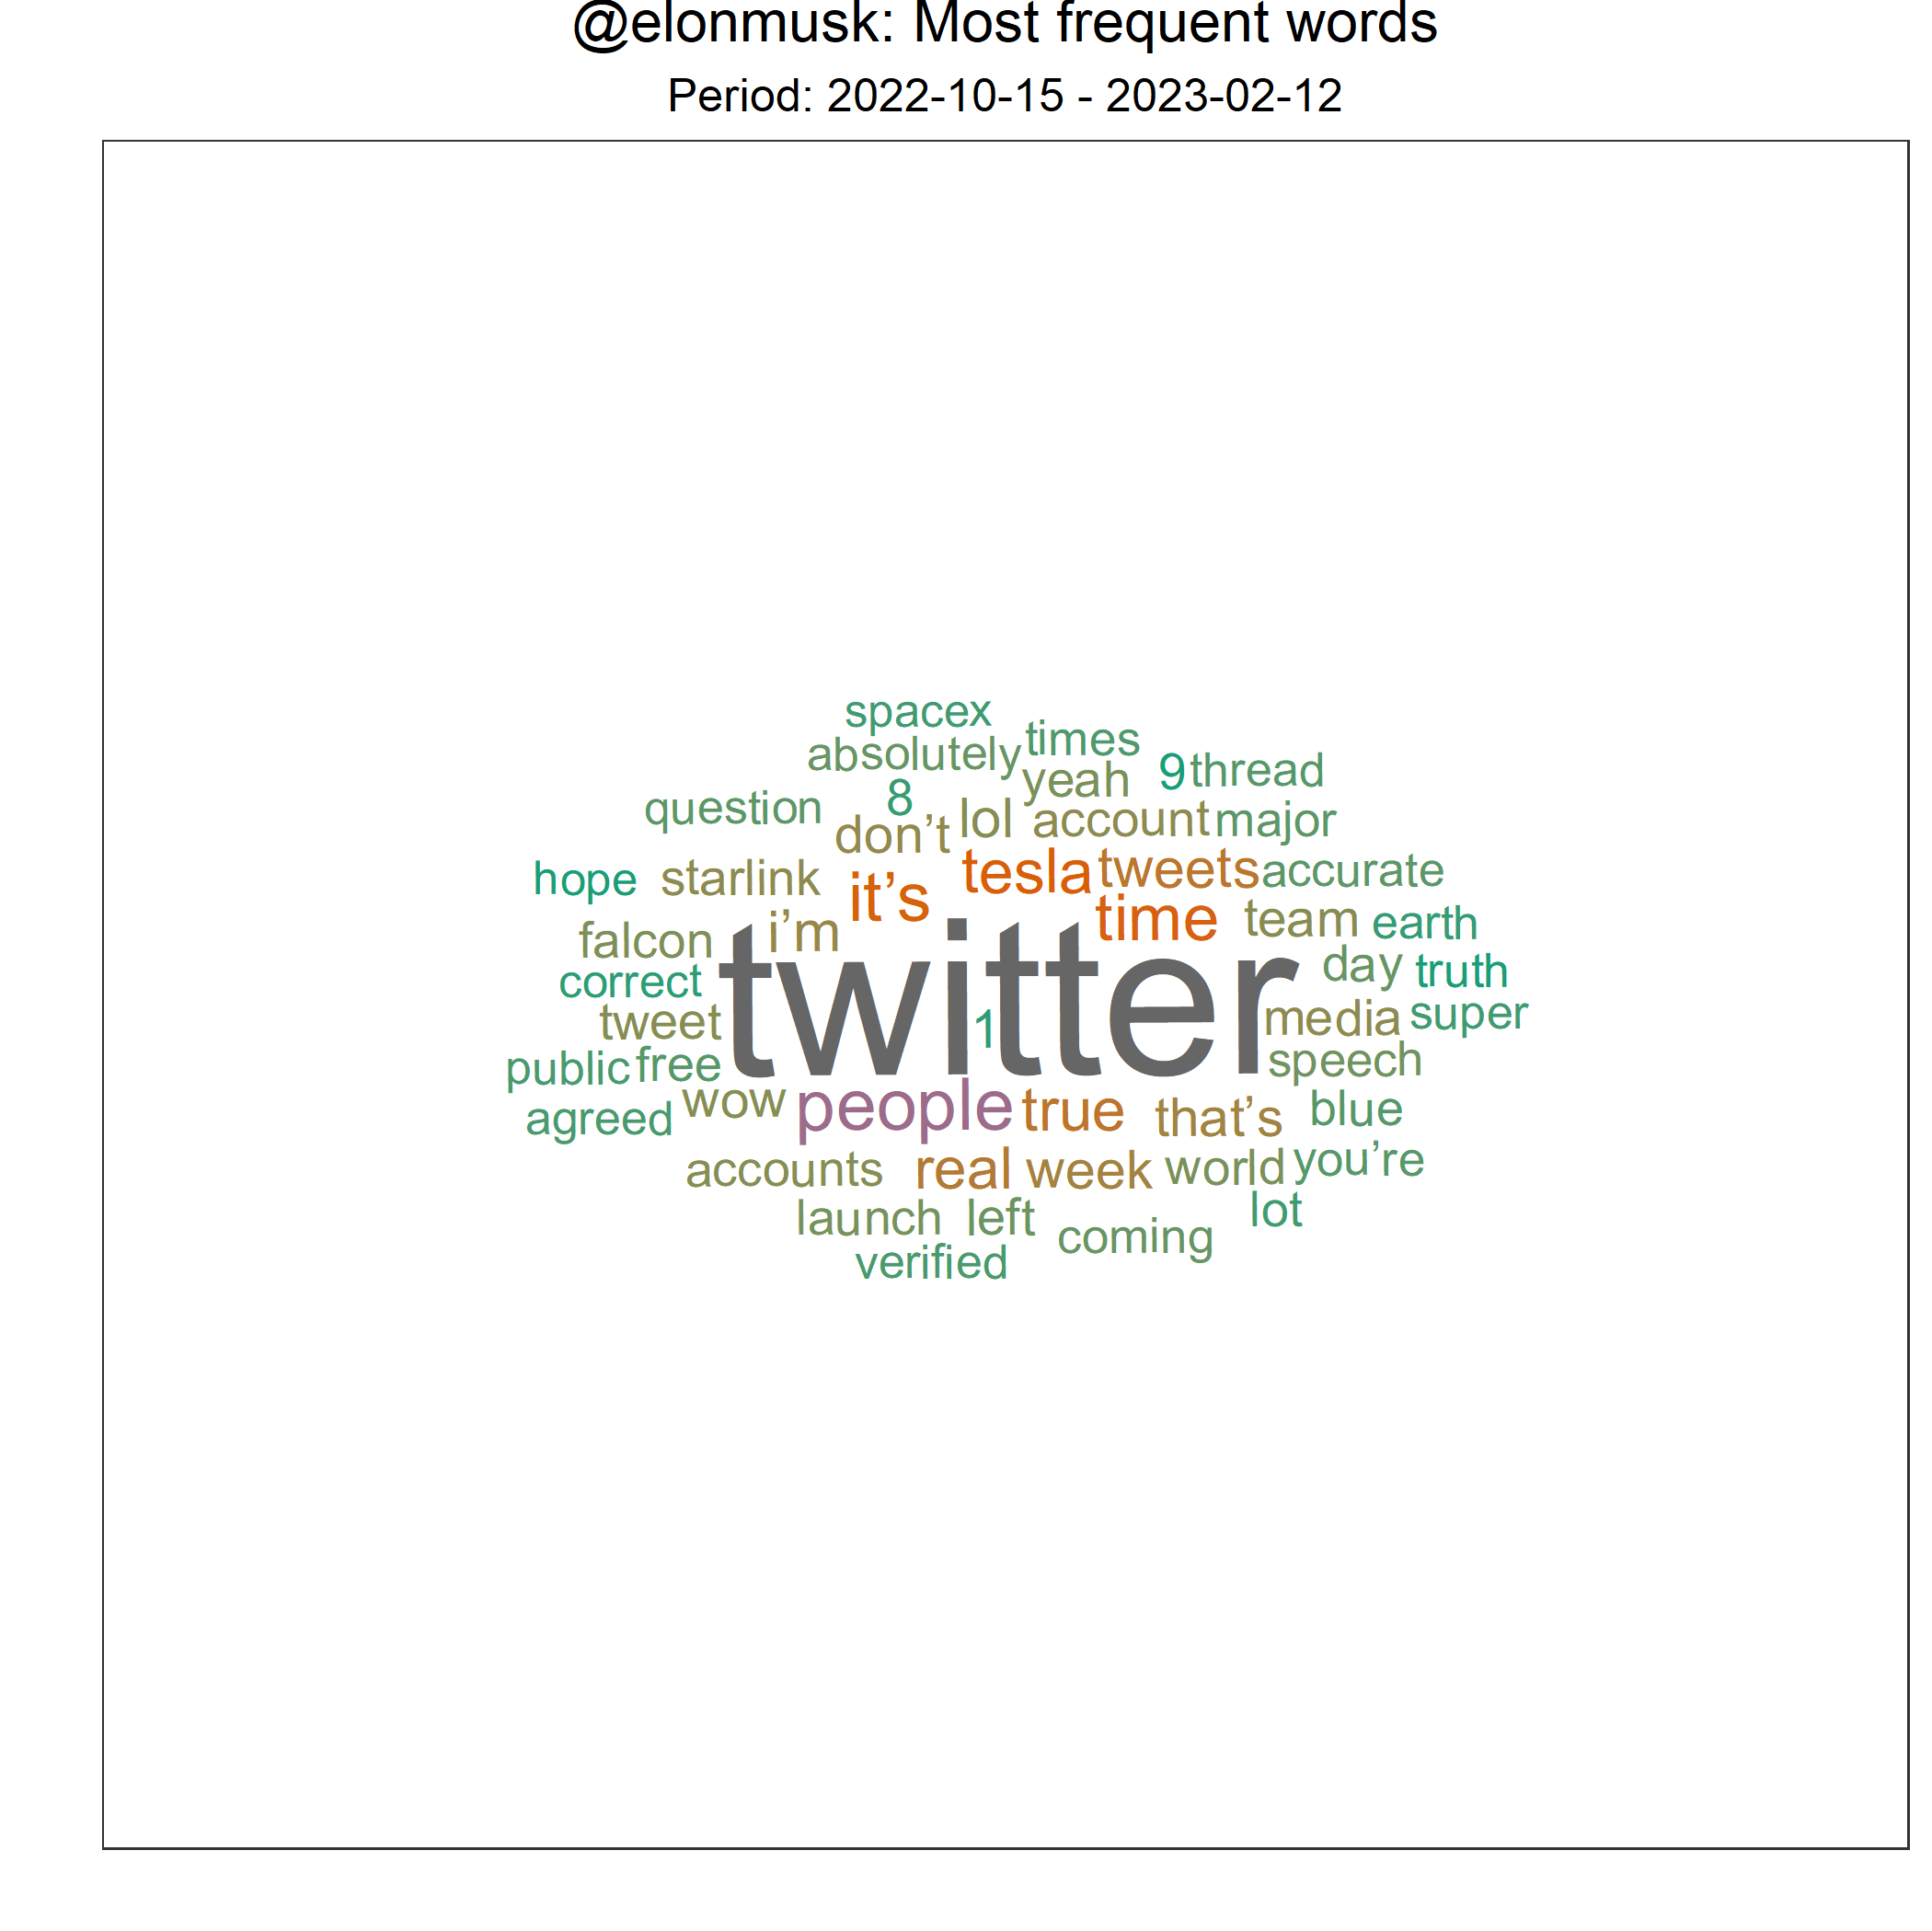 @elonmusk: Most frequent words
Period: 2022-10-15 - 2023-02-12
spacex
absolutely times
yeah 9 thread
question 8
don’t lol account major
hope starlink it’s tesla tweets accurate
falcon i’m time team earth
correct twitter day truth
tweet 1 media super
public free speech
agreed wow people true that’s blue
accounts real week world you’re
launch left coming lot
verified